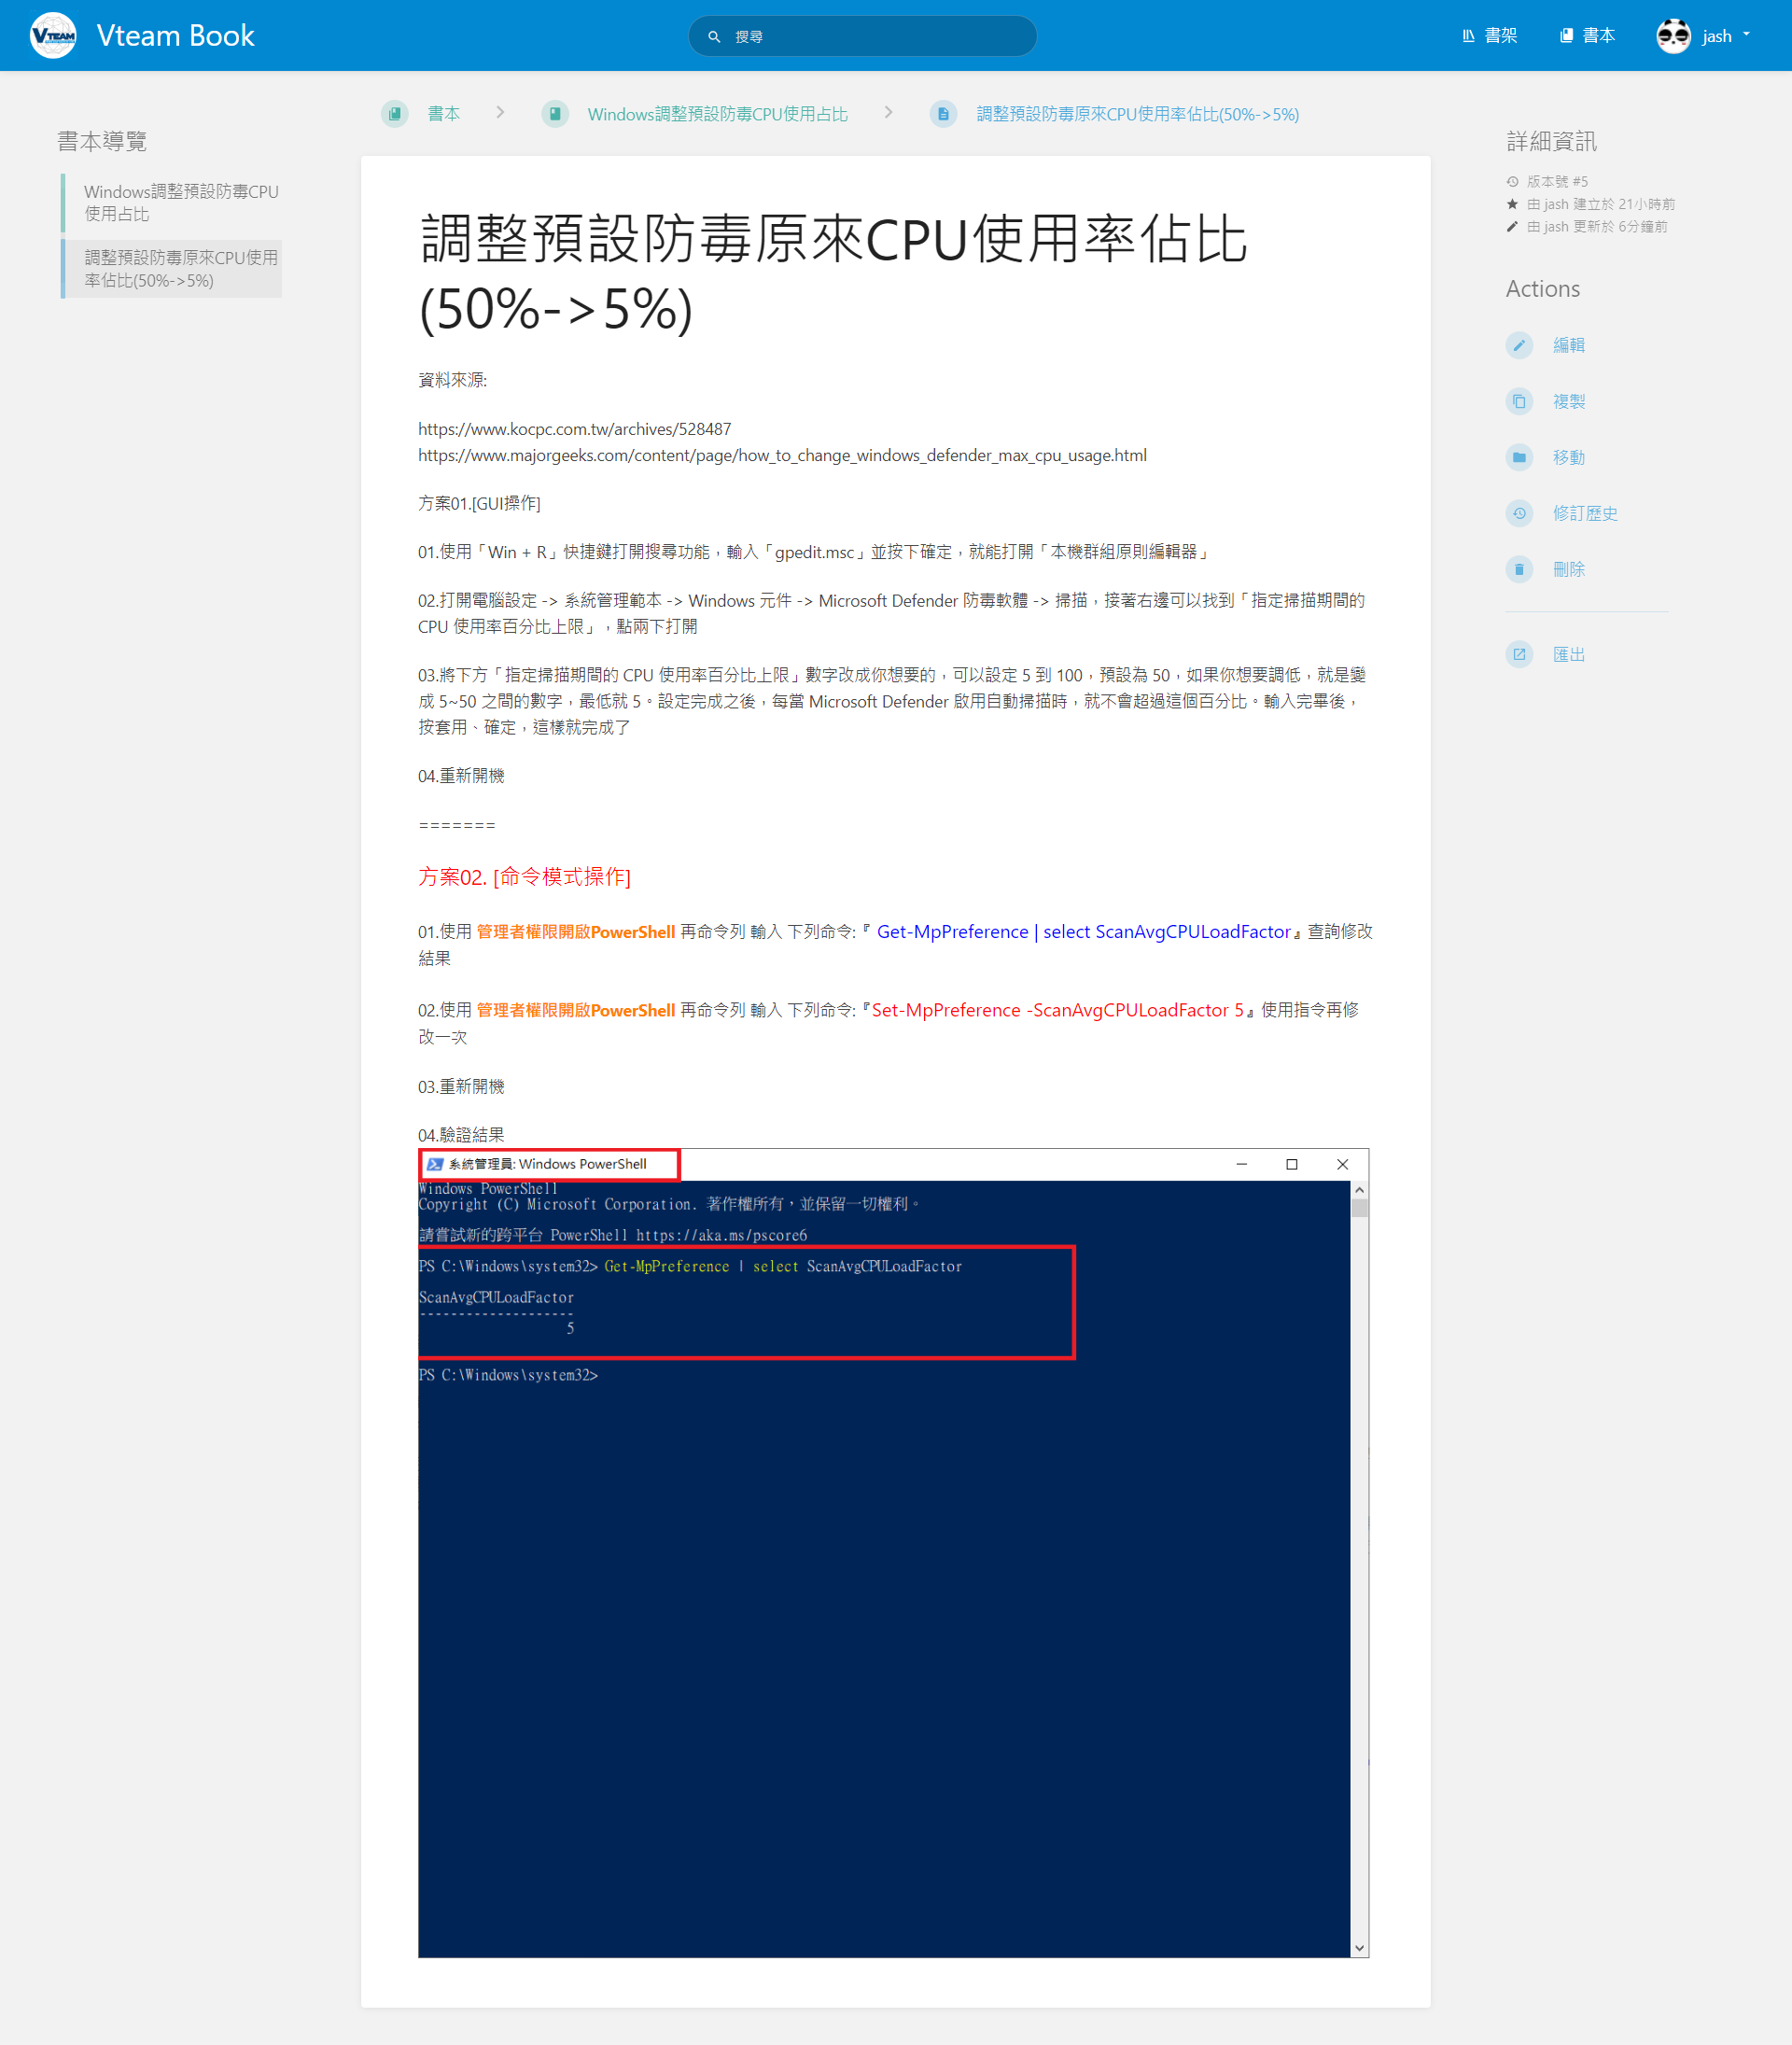 VTEAM
Vteam Book
搜尋
書架
書本
jash
書本
Windows調整預設防毒CPU使用占比
調整預設防毒原來CPU使用率佔比(50%->5%)
書本導覽
Windows調整預設防毒CPU
使用占比
調整預設防毒原來CPU使用
率佔比(50%->5%)
調整預設防毒原來CPU使用率佔比
(50%->5%)
資料來源:
https://www.kocpc.com.tw/archives/528487
https://www.majorgeeks.com/content/page/how_to_change_windows_defender_max_cpu_usage.html
方案01.[GUI操作]
01.使用「Win + R」快捷鍵打開搜尋功能，輸入「gpedit.msc」並按下確定，就能打開「本機群組原則編輯器」
02.打開電腦設定 -> 系統管理範本 -> Windows 元件 -> Microsoft Defender 防毒軟體 -> 掃描，接著右邊可以找到「指定掃描期間的
CPU 使用率百分比上限」，點兩下打開
03.將下方「指定掃描期間的 CPU 使用率百分比上限」數字改成你想要的，可以設定 5 到 100，預設為 50，如果你想要調低，就是變
成 5~50 之間的數字，最低就 5。設定完成之後，每當 Microsoft Defender 啟用自動掃描時，就不會超過這個百分比。輸入完畢後，
按套用、確定，這樣就完成了
04.重新開機
=======
方案02. [命令模式操作]
01.使用 管理者權限開啟PowerShell 再命令列 輸入 下列命令:『 Get-MpPreference | select ScanAvgCPULoadFactor』查詢修改
結果
02.使用 管理者權限開啟PowerShell 再命令列 輸入 下列命令:『Set-MpPreference -ScanAvgCPULoadFactor 5』使用指令再修
改一次
03.重新開機
04.驗證結果
系統管理員: Windows PowerShell
Windows PowerShell
Copyright (C) Microsoft Corporation. 著作權所有，並保留一切權利。
請嘗試新的跨平台 PowerShell https://aka.ms/pscore6
PS C:\Windows\system32> Get-MpPreference | select ScanAvgCPULoadFactor
ScanAvgCPULoadFactor
--------------------
5
PS C:\Windows\system32>
詳細資訊
版本號 #5
由 jash 建立於 21小時前
由 jash 更新於 6分鐘前
Actions
編輯
複製
移動
修訂歷史
刪除
匯出